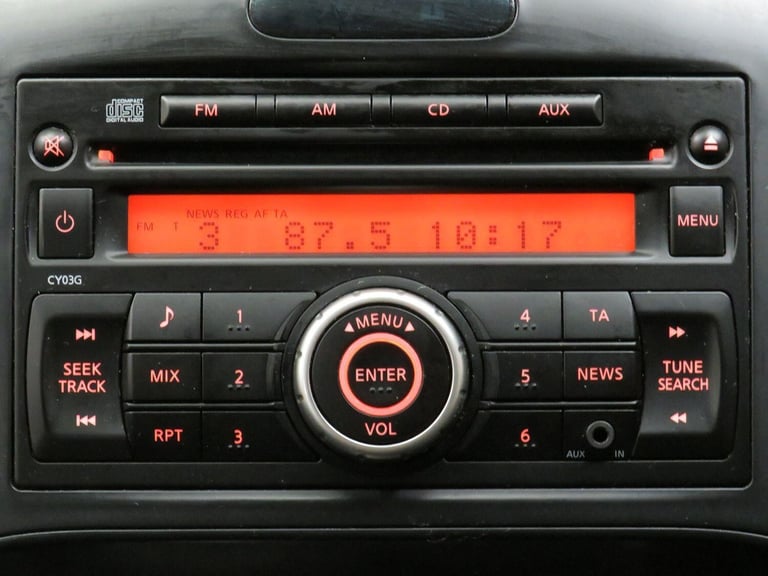 COMPACT
disc
DIGITAL AUDIO
FM AM CD AUX
NEWS REG AF TA
FM T 3 87.5 10:17
MENU
CY03G
1 4 TA
MENU
SEEK
TRACK
MIX 2 ENTER 5 NEWS
TUNE
SEARCH
RPT 3 VOL 6
AUX IN